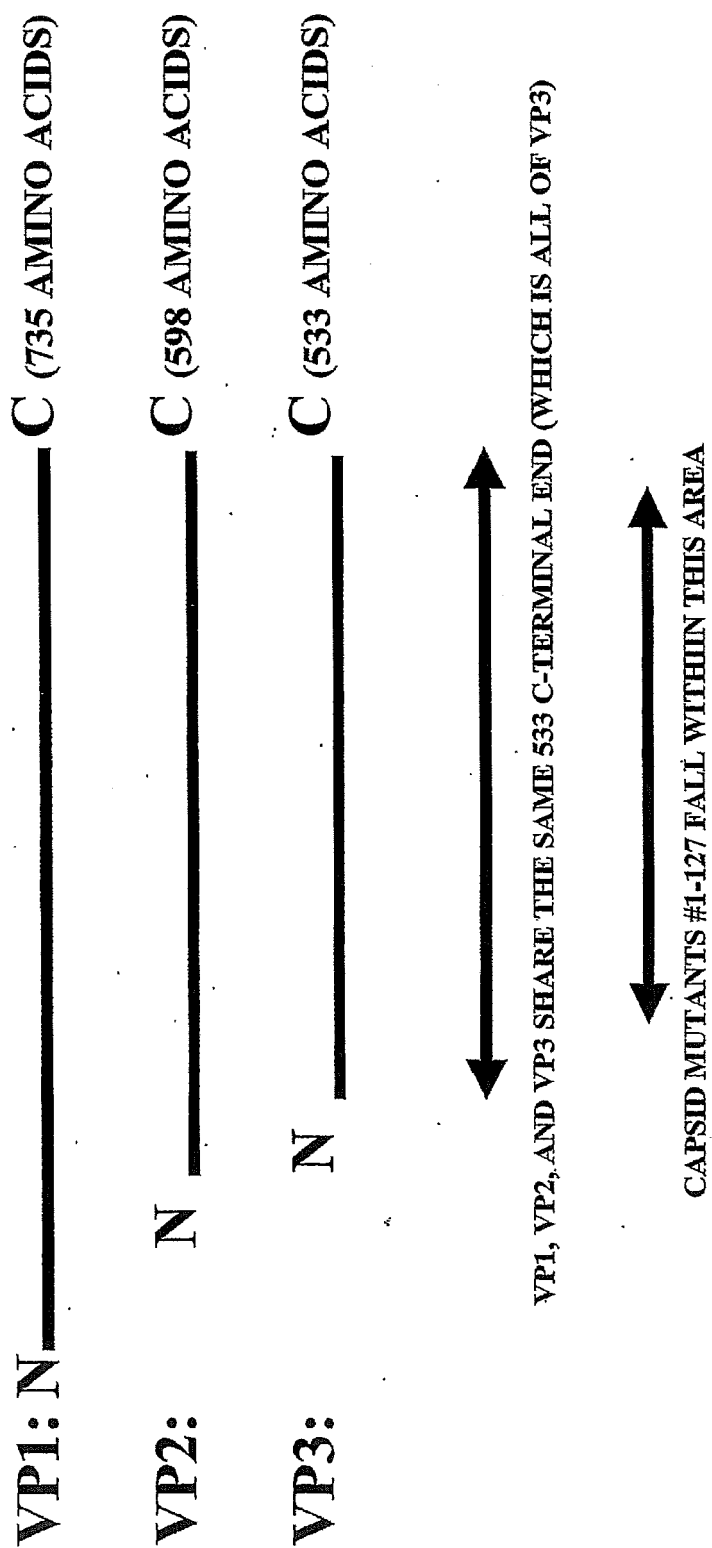 VP1: N C (735 AMINO ACIDS)
VP2: N C (598 AMINO ACIDS)
VP3: N C (533 AMINO ACIDS)
VP1, VP2, AND VP3 SHARE THE SAME 533 C-TERMINAL END (WHICH IS ALL OF VP3)
CAPSID MUTANTS #1-127 FALL WITHIIN THIS AREA